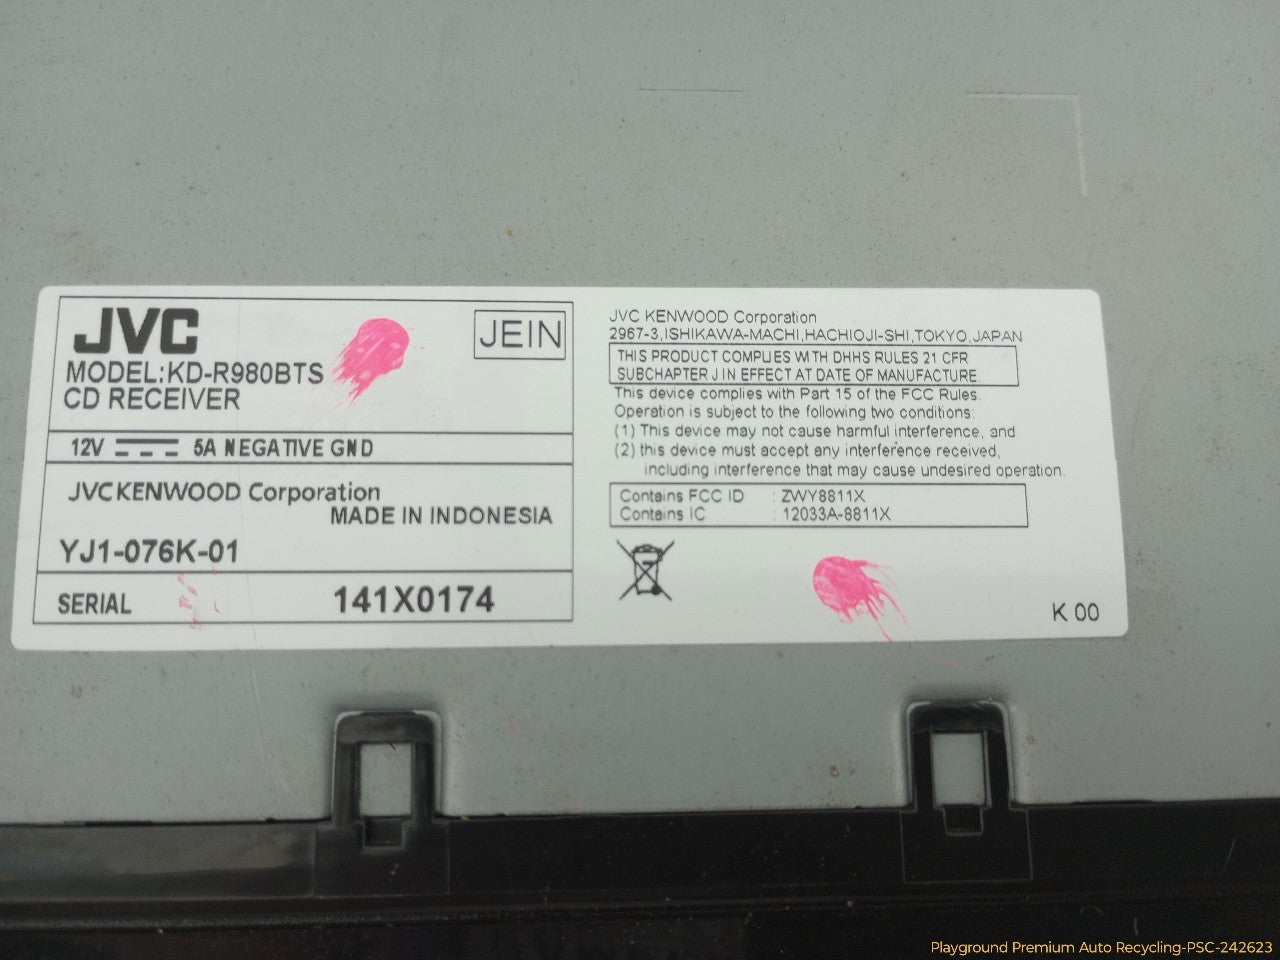 JVC
JEIN
MODEL:KD-R980BTS
CD RECEIVER
12V 5A NEGATIVE GND
JVCKENWOOD Corporation
MADE IN INDONESIA
YJ1-076K-01
SERIAL 141X0174
JVC KENWOOD Corporation
2967-3,ISHIKAWA-MACHI,HACHIOJI-SHI,TOKYO,JAPAN
THIS PRODUCT COMPLIES WITH DHHS RULES 21 CFR
SUBCHAPTER J IN EFFECT AT DATE OF MANUFACTURE
This device complies with Part 15 of the FCC Rules.
Operation is subject to the following two conditions:
(1) This device may not cause harmful interference, and
(2) this device must accept any interference received,
including interference that may cause undesired operation.
Contains FCC ID : ZWY8811X
Contains IC : 12033A-8811X
K 00
Playground Premium Auto Recycling-PSC-242623